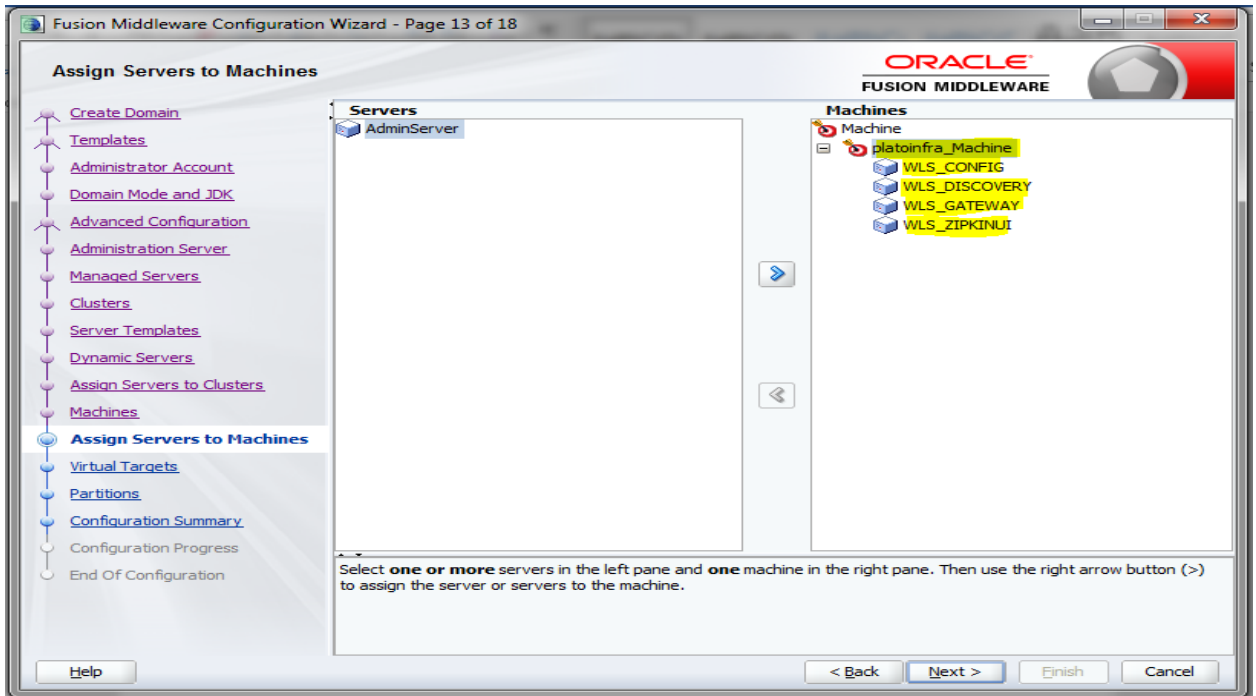 Fusion Middleware Configuration Wizard - Page 13 of 18
Assign Servers to Machines
ORACLE
FUSION MIDDLEWARE
Create Domain
Templates
Administrator Account
Domain Mode and JDK
Advanced Configuration
Administration Server
Managed Servers
Clusters
Server Templates
Dynamic Servers
Assign Servers to Clusters
Machines
Assign Servers to Machines
Virtual Targets
Partitions
Configuration Summary
Configuration Progress
End Of Configuration
Servers
AdminServer
Machines
Machine
platoinfra_Machine
WLS_CONFIG
WLS_DISCOVERY
WLS_GATEWAY
WLS_ZIPKINUI
Select one or more servers in the left pane and one machine in the right pane. Then use the right arrow button (>)
to assign the server or servers to the machine.
Help
< Back
Next >
Finish
Cancel